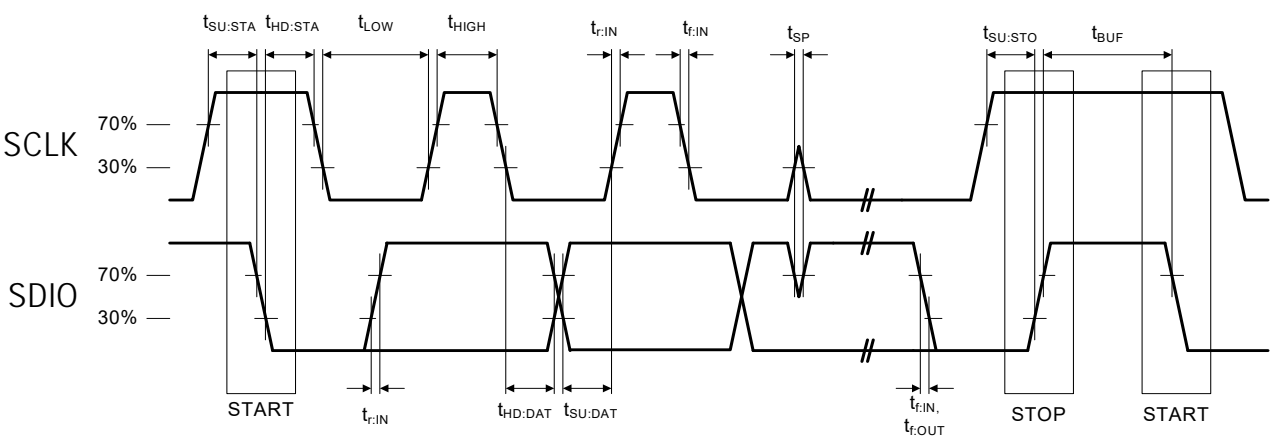 tSU:STA tHD:STA tLOW tHIGH tr:IN tf:IN tSP tSU:STO tBUF
SCLK
70%
30%
SDIO
70%
30%
START tr:IN tHD:DAT tSU:DAT tf:IN, STOP START
tf:OUT